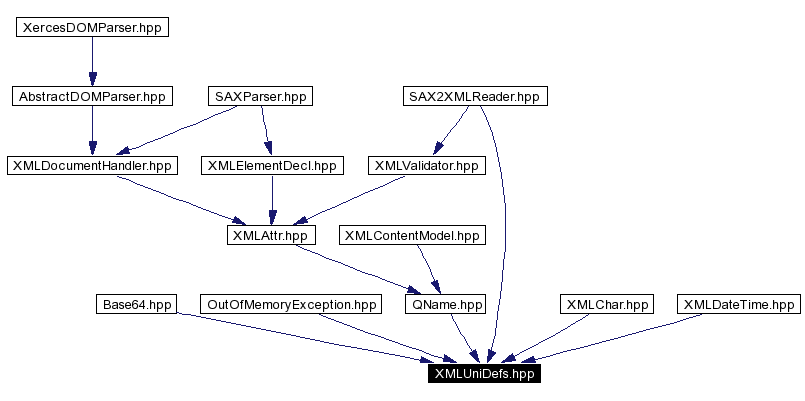 XercesDOMParser.hpp
AbstractDOMParser.hpp
SAXParser.hpp
SAX2XMLReader.hpp
XMLDocumentHandler.hpp
XMLElementDecl.hpp
XMLValidator.hpp
XMLAttr.hpp
XMLContentModel.hpp
Base64.hpp
OutOfMemoryException.hpp
QName.hpp
XMLChar.hpp
XMLDateTime.hpp
XMLUniDefs.hpp